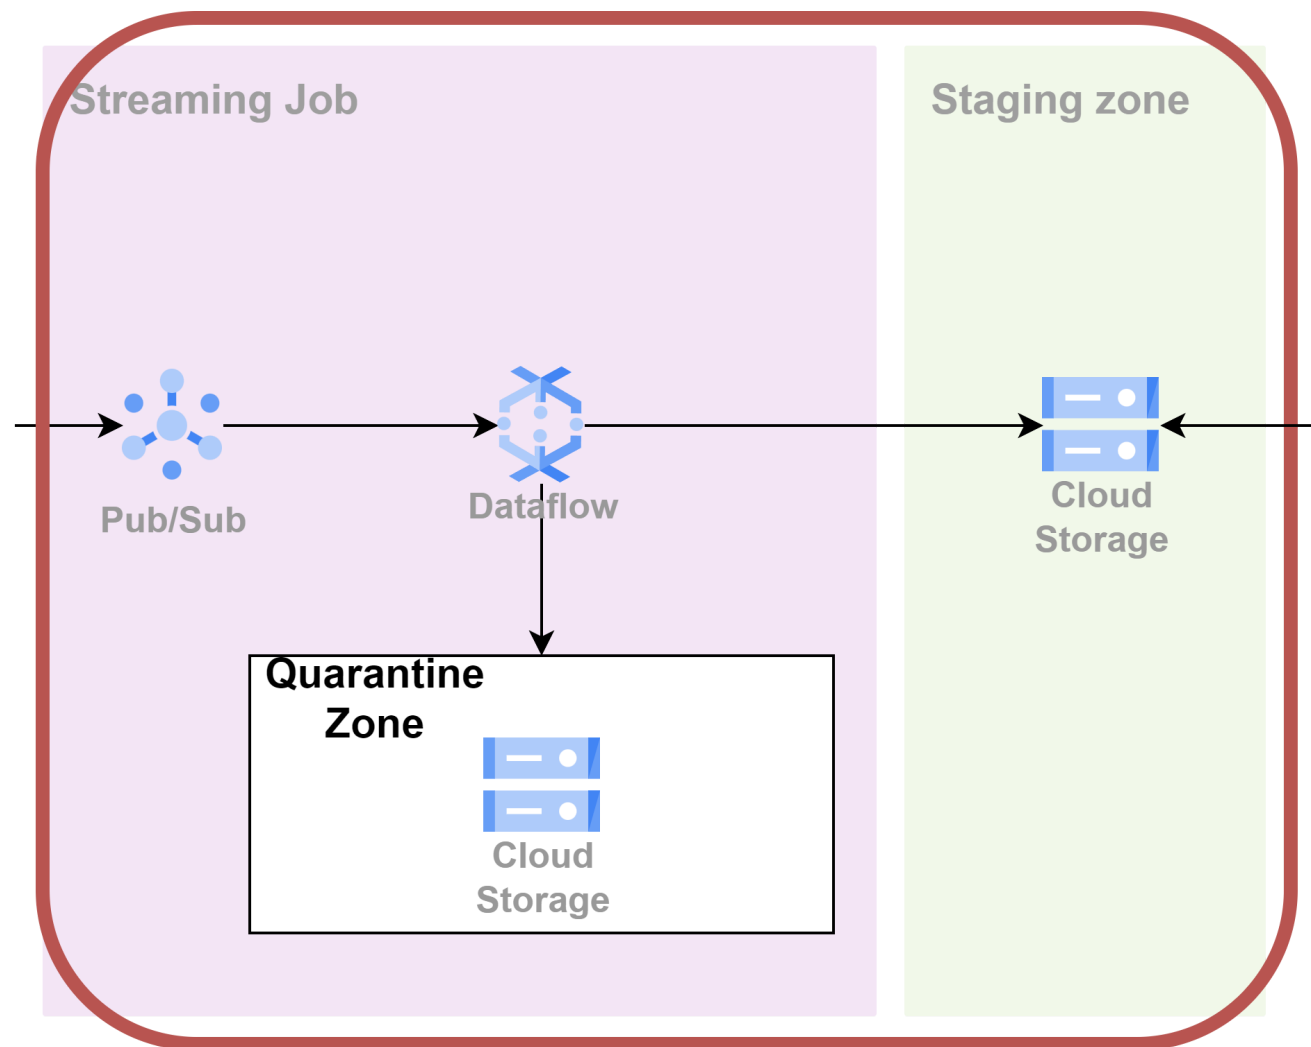 Streaming Job
Staging zone
Pub/Sub
Dataflow
Cloud
Storage
Quarantine
Zone
Cloud
Storage